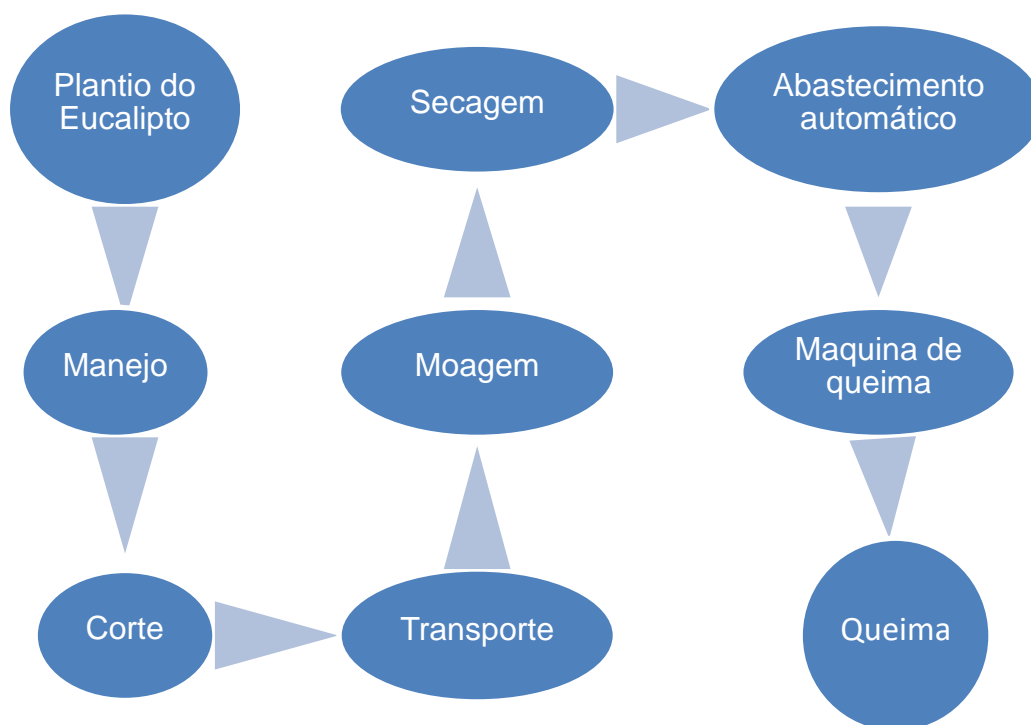 Plantio do
Eucalipto
Manejo
Corte
Transporte
Moagem
Secagem
Abastecimento
automático
Maquina de
queima
Queima